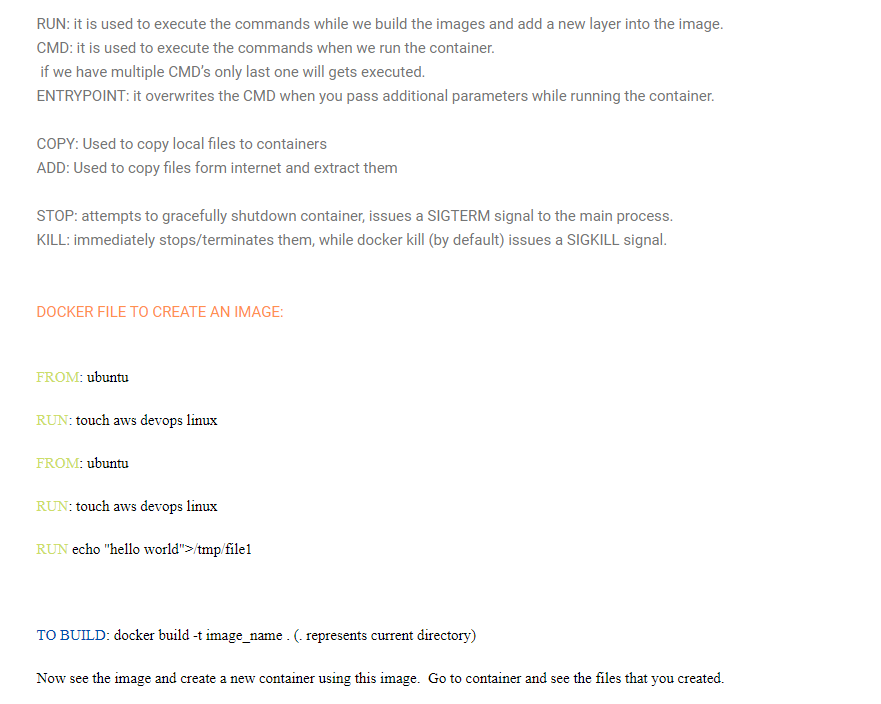 RUN: it is used to execute the commands while we build the images and add a new layer into the image.
CMD: it is used to execute the commands when we run the container.
if we have multiple CMD's only last one will gets executed.
ENTRYPOINT: it overwrites the CMD when you pass additional parameters while running the container.
COPY: Used to copy local files to containers
ADD: Used to copy files form internet and extract them
STOP: attempts to gracefully shutdown container, issues a SIGTERM signal to the main process.
KILL: immediately stops/terminates them, while docker kill (by default) issues a SIGKILL signal.
DOCKER FILE TO CREATE AN IMAGE:
FROM: ubuntu
RUN: touch aws devops linux
FROM: ubuntu
RUN: touch aws devops linux
RUN echo "hello world">/tmp/file1
TO BUILD: docker build -t image_name . (. represents current directory)
Now see the image and create a new container using this image.  Go to container and see the files that you created.